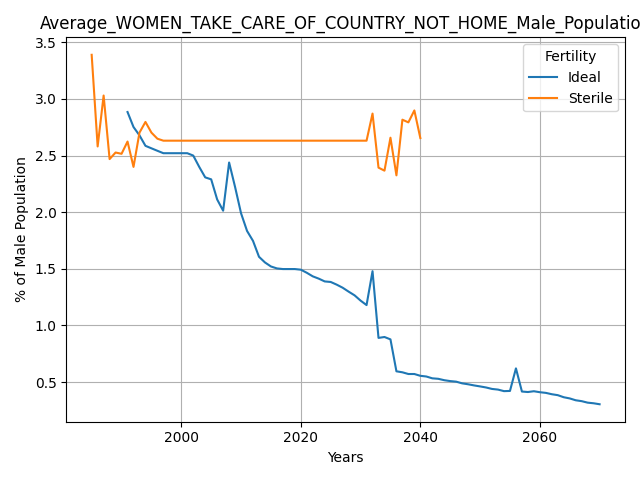 Average_WOMEN_TAKE_CARE_OF_COUNTRY_NOT_HOME_Male_Populatio
3.5
3.0
2.5
2.0
1.5
1.0
0.5
% of Male Population
Fertility
Ideal
Sterile
2000
2020
2040
2060
Years